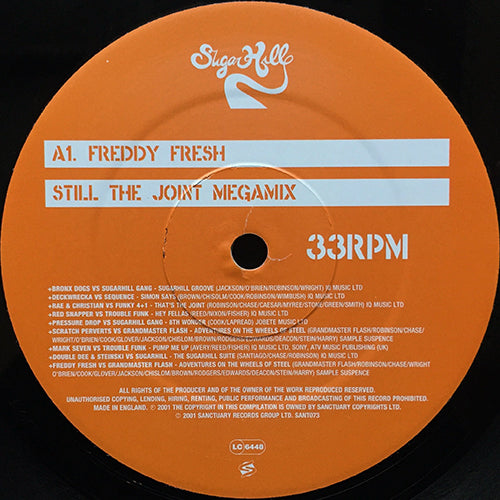 Sugar Hill
A1. FREDDY FRESH
STILL THE JOINT MEGAMIX
33RPM
+BRONX DOGS VS SUGARHILL GANG - SUGARHILL GROOVE (JACKSON/O'BRIEN/ROBINSON/WRIGHT) IQ MUSIC LTD
+DECKWRECKA VS SEQUENCE - SIMON SAYS (BROWN/CHISOLM/COOK/ROBINSON/WIMBUSH) IQ MUSIC LTD
+RAE & CHRISTIAN VS FUNKY 4+1 - THAT'S THE JOINT (ROBINSON/CHASE/CAESAR/MYREE/STONE/GREEN/SMITH) IQ MUSIC LTD
+RED SNAPPER VS TROUBLE FUNK - HEY FELLAS (REED/NIXON/FISHER) IQ MUSIC LTD
+PRESSURE DROP VS SUGARHILL GANG - 8TH WONDER (COOK/LAPREAD) JOBETE MUSIC LTD
+SCRATCH PERVERTS VS GRANDMASTER FLASH - ADVENTURES ON THE WHEELS OF STEEL (GRANDMASTER FLASH/ROBINSON/CHASE/
WRIGHT/O'BRIEN/COOK/GLOVER/JACKSON/CHISLOM/BROWN/RODGERS/EDWARDS/DEACON/STEIN/HARRY) SAMPLE SUSPENCE
+MARK SEVEN VS TROUBLE FUNK - PUMP ME UP (AVERY/REED/FISHER) IQ MUSIC LTD, SONY, ATV MUSIC PUBLISHING (UK)
+DOUBLE DEE & STEINSKI VS SUGARHILL - THE SUGARHILL SUITE (SANTIAGO/CHASE/ROBINSON) IQ MUSIC LTD
+FREDDY FRESH VS GRANDMASTER FLASH - ADVENTURES ON THE WHEELS OF STEEL (GRANDMASTER FLASH/ROBINSON/CHASE/WRIGHT
O'BRIEN/COOK/GLOVER/JACKSON/CHISLOM/BROWN/RODGERS/EDWARDS/DEACON/STEIN/HARRY) SAMPLE SUSPENCE
ALL RIGHTS OF THE PRODUCER AND OF THE OWNER OF THE WORK REPRODUCED RESERVED.
UNAUTHORISED COPYING, LENDING, HIRING, RENTING, PUBLIC PERFORMANCE AND BROADCASTING OF THIS RECORD PROHIBITED.
MADE IN ENGLAND. ℗ 2001 THE COPYRIGHT IN THIS COMPILATION IS OWNED BY SANCTUARY COPYRIGHTS LTD.
© 2001 SANCTUARY RECORDS GROUP LTD. SANTJ073
LC 6448